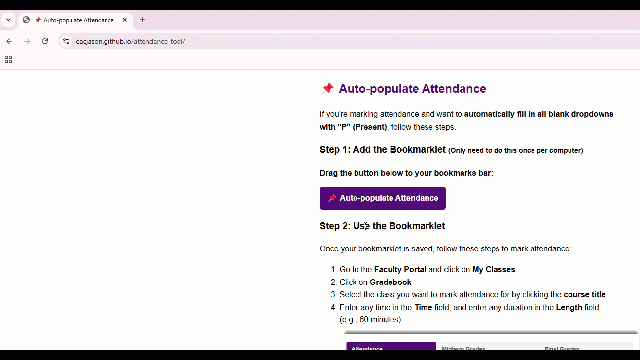 📌 Auto-populate Attendance
eacjason.github.io/attendance-tool/
📌 Auto-populate Attendance
If you're marking attendance and want to automatically fill in all blank dropdowns
with "P" (Present), follow these steps.
Step 1: Add the Bookmarklet (Only need to do this once per computer)
Drag the button below to your bookmarks bar:
📌 Auto-populate Attendance
Step 2: Use the Bookmarklet
Once your bookmarklet is saved, follow these steps to mark attendance:
1. Go to the Faculty Portal and click on My Classes
2. Click on Gradebook
3. Select the class you want to mark attendance for by clicking the course title
4. Enter any time in the Time field, and enter any duration in the Length field
(e.g., 60 minutes)
Attendance Midterm Grades Final Grades